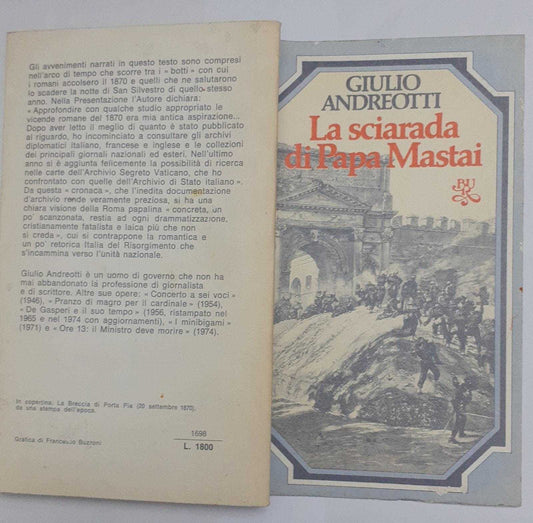 Gli avvenimenti narrati in questo testo sono compresi
nell'arco di tempo che scorre tra i « botti » con cui
i romani accolsero il 1870 e quelli che ne salutarono
lo scadere la notte di San Silvestro di quello stesso
anno. Nella Presentazione l'Autore dichiara:
« Approfondire con qualche studio appropriato le
vicende romane del 1870 era mia antica aspirazione...
Dopo aver letto il meglio di quanto è stato pubblicato
al riguardo, ho incominciato a consultare gli archivi
diplomatici italiano, francese e inglese e le collezioni
dei principali giornali nazionali ed esteri. Nell'ultimo
anno si è aggiunta felicemente la possibilità di ricerca
nelle carte dell'Archivio Segreto Vaticano, che ho
confrontato con quelle dell'Archivio di Stato italiano ».
Da questa « cronaca », che l'inedita documentazione
d'archivio rende veramente preziosa, si ha una
chiara visione della Roma papalina « concreta, un
po' scanzonata, restia ad ogni drammatizzazione,
cristianamente fatalista e laica più che non
si creda », cui si contrappone la romantica e
un po' retorica Italia del Risorgimento che
s'incammina verso l'unità nazionale.
Giulio Andreotti è un uomo di governo che non ha
mai abbandonato la professione di giornalista
e di scrittore. Altre sue opere: « Concerto a sei voci »
(1946), « Pranzo di magro per il cardinale » (1954),
« De Gasperi e il suo tempo » (1956, ristampato nel
1965 e nel 1974 con aggiornamenti), « I minibigami »
(1971) e « Ore 13: il Ministro deve morire » (1974).
In copertina: La Breccia di Porta Pia (20 settembre 1870),
da una stampa dell'epoca.
1698
Grafica di Francesco Buzroni
L. 1800
GIULIO
ANDREOTTI
La sciarada
di Papa Mastai
BUR